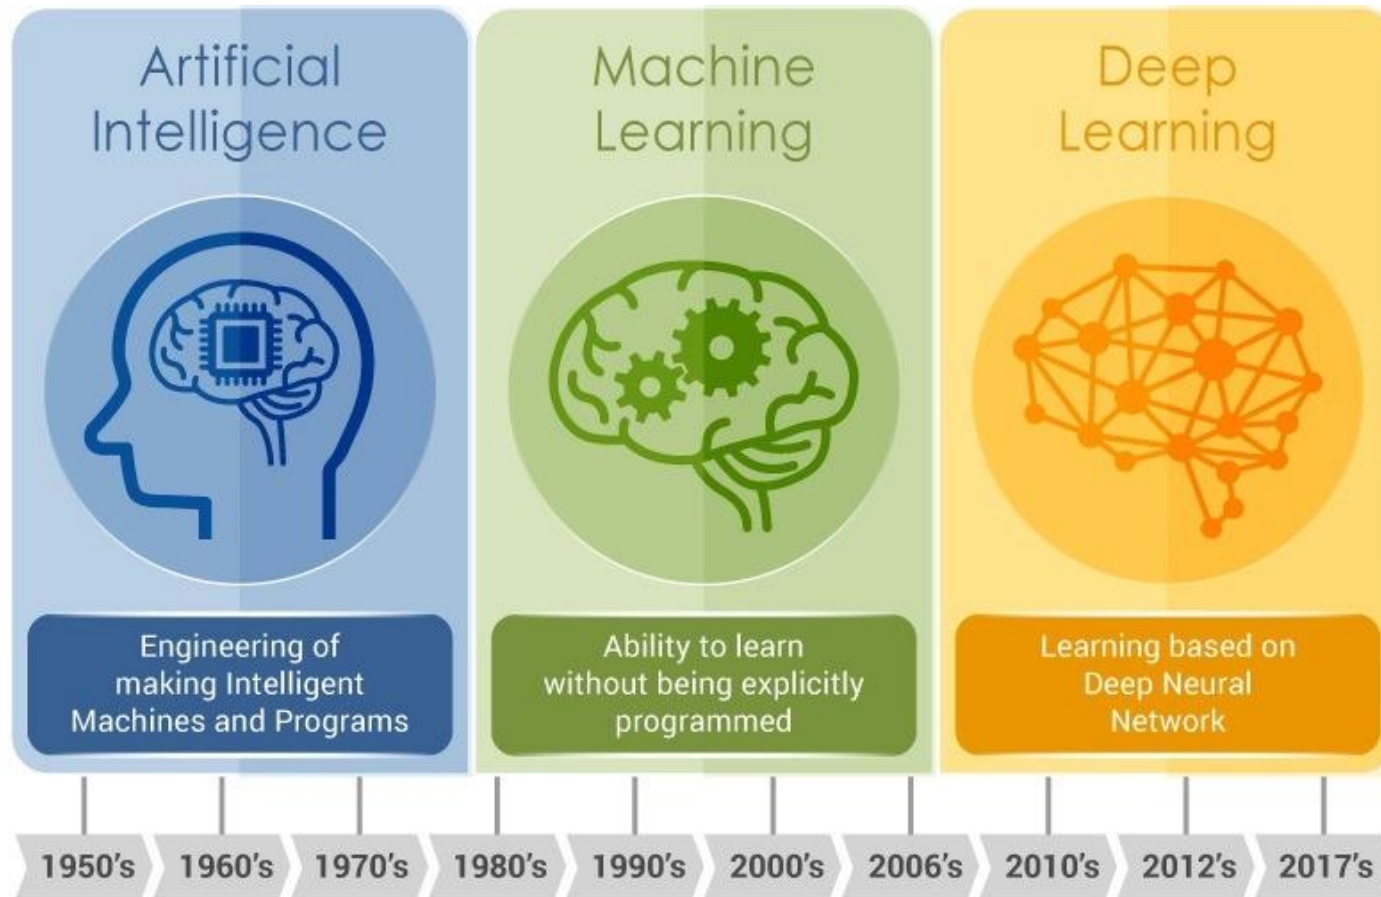 Artificial
Intelligence
Engineering of
making Intelligent
Machines and Programs
Machine
Learning
Ability to learn
without being explicitly
programmed
Deep
Learning
Learning based on
Deep Neural
Network
1950's 1960's 1970's 1980's 1990's 2000's 2006's 2010's 2012's 2017's